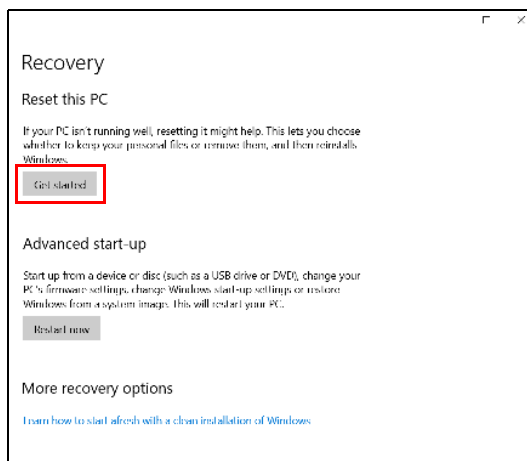 Recovery
Reset this PC
If your PC isn't running well, resetting it might help. This lets you choose
whether to keep your personal files or remove them, and then reinstalls
Windows.
Get started
Advanced start-up
Start up from a device or disc (such as a USB drive or DVD), change your
PC's firmware settings, change Windows start-up settings or restore
Windows from a system image. This will restart your PC.
Restart now
More recovery options
Learn how to start afresh with a clean installation of Windows